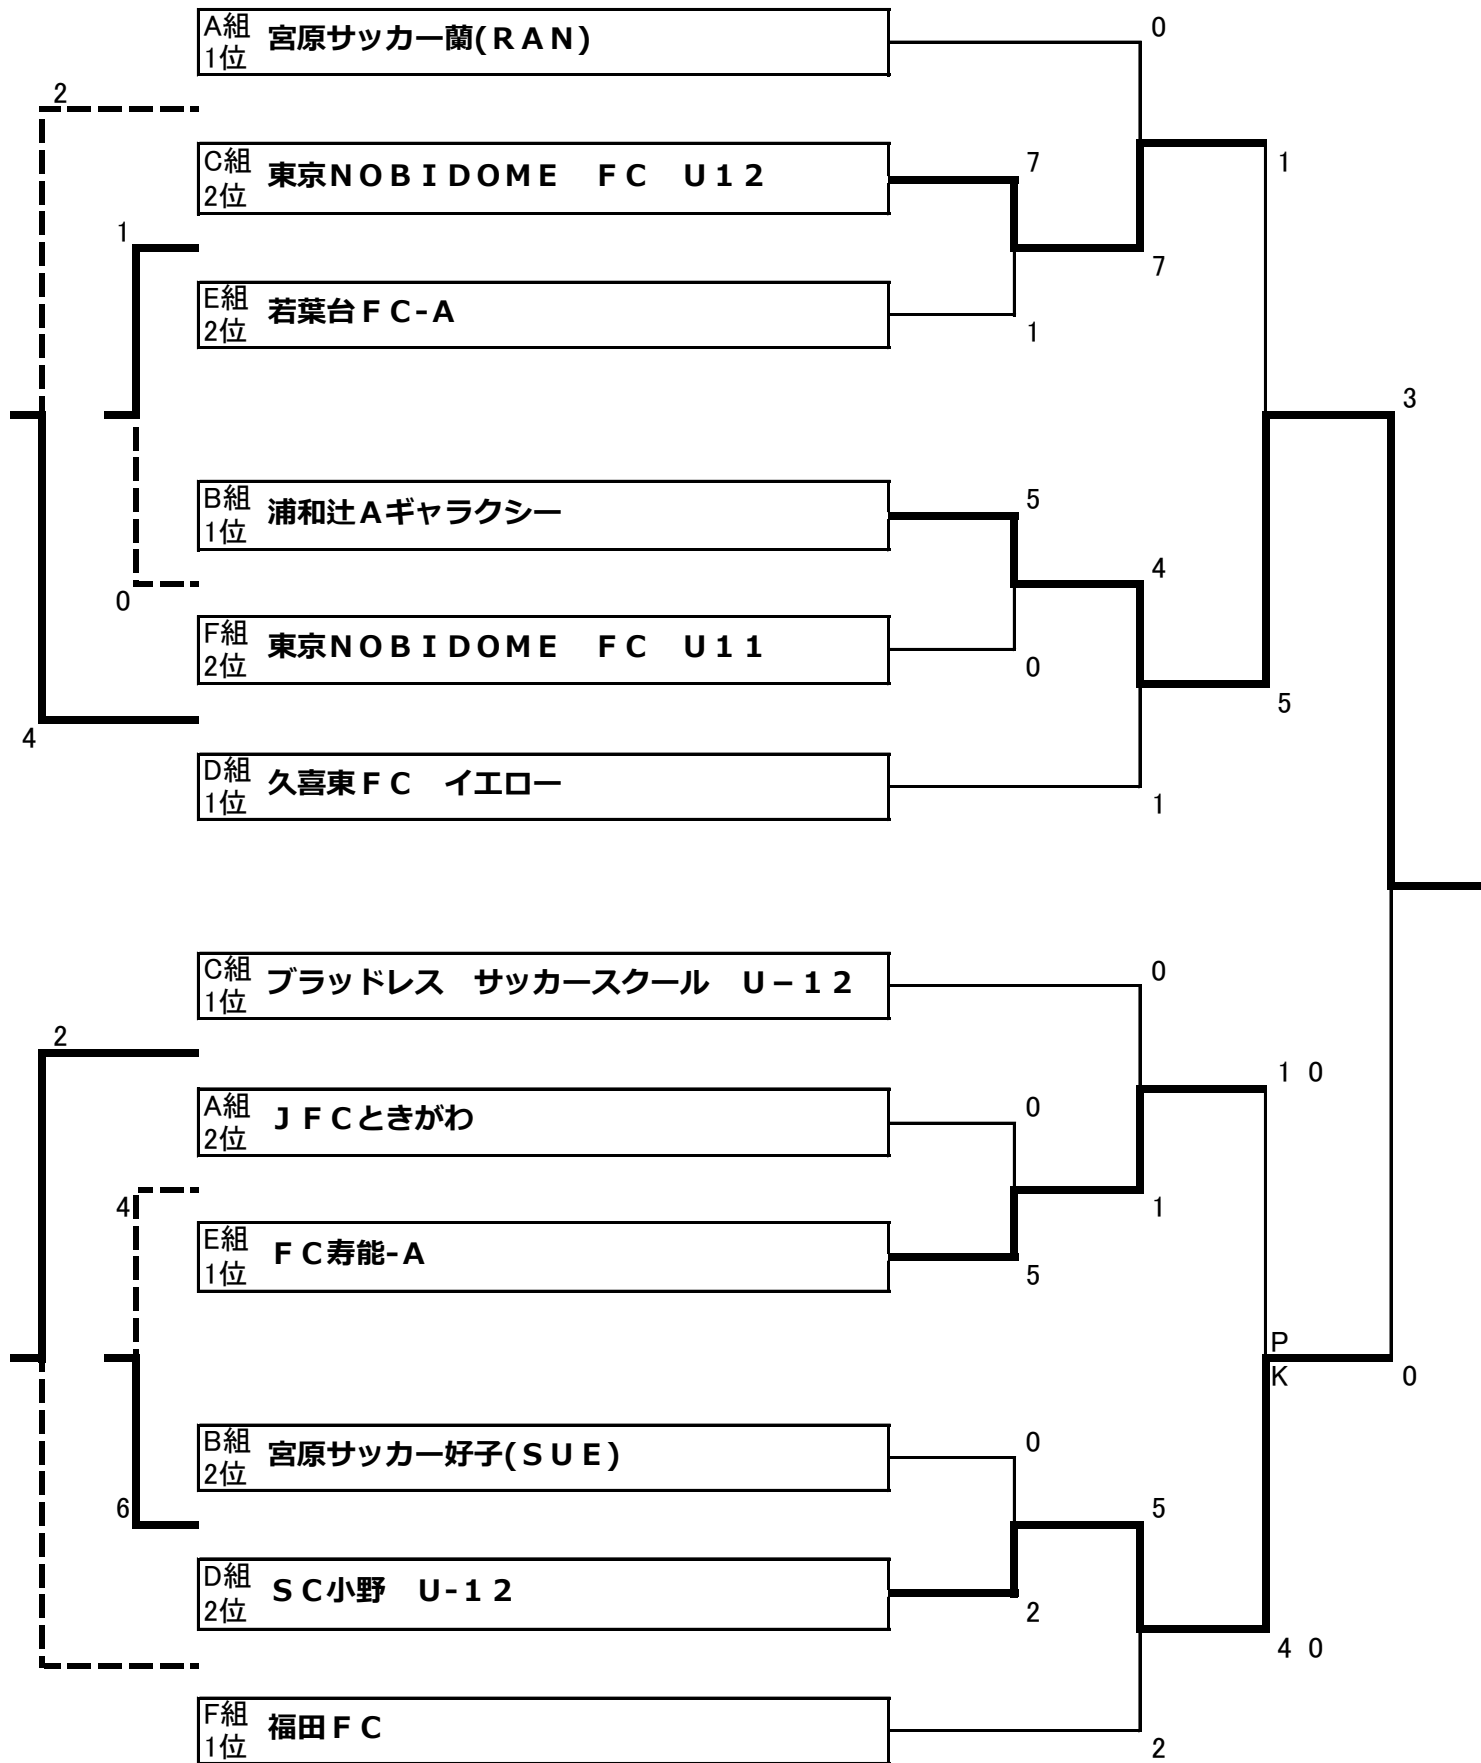 A組
1位
宮原サッカー蘭(ＲＡＮ)
0
2
C組
2位
東京ＮＯＢＩＤＯＭＥ　ＦＣ　Ｕ１２
7
1
1
7
E組
2位
若葉台ＦＣ-Ａ
1
3
B組
1位
浦和辻Ａギャラクシー
5
4
0
F組
2位
東京ＮＯＢＩＤＯＭＥ　ＦＣ　Ｕ１１
0
5
4
D組
1位
久喜東ＦＣ　イエロー
1
C組
1位
ブラッドレス　サッカースクール　Ｕ－１２
0
2
1 0
A組
2位
ＪＦＣときがわ
0
4
1
E組
1位
ＦＣ寿能-Ａ
5
P
K
0
B組
2位
宮原サッカー好子(ＳＵＥ)
0
6
5
D組
2位
ＳＣ小野　Ｕ-１２
2
4 0
F組
1位
福田ＦＣ
2